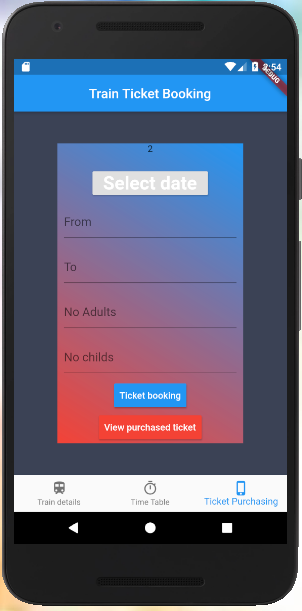 2:54
DEBUG
Train Ticket Booking
2
Select date
From
To
No Adults
No childs
Ticket booking
View purchased ticket
Train details
Time Table
Ticket Purchasing